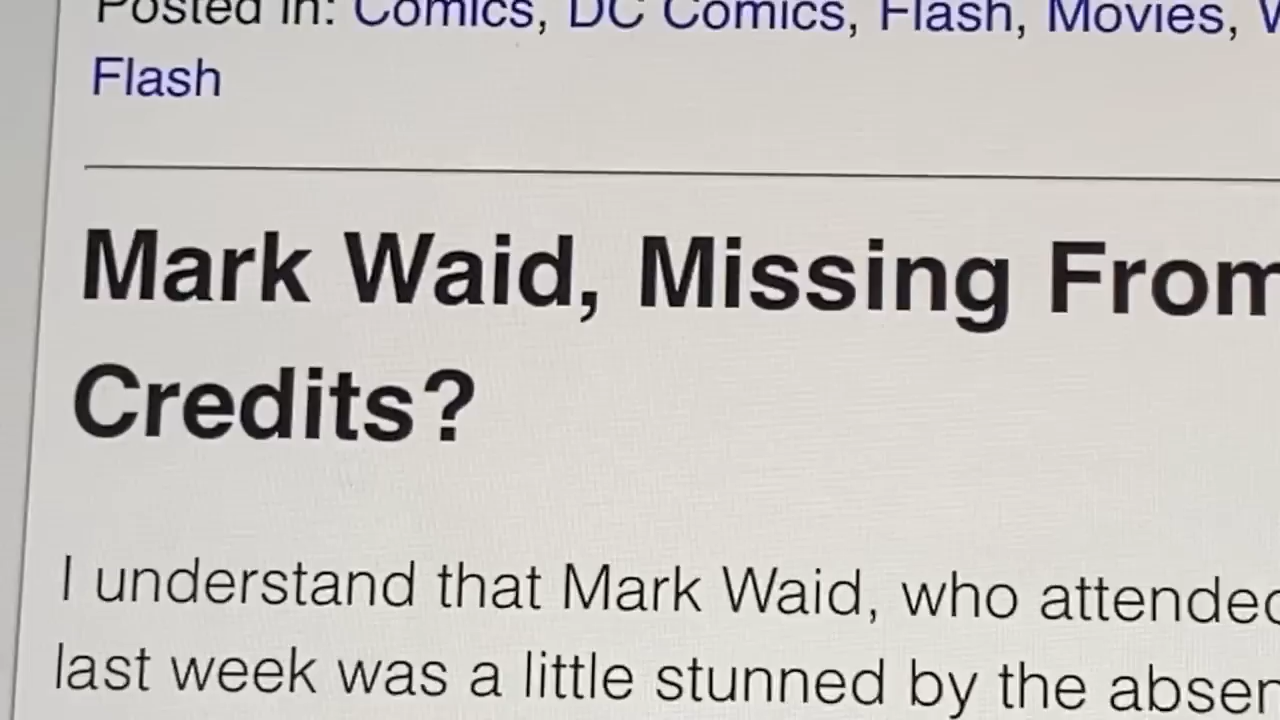 Posted in: Comics, DC Comics, Flash, Movies,
Flash
Mark Waid, Missing From
Credits?
I understand that Mark Waid, who attended
last week was a little stunned by the